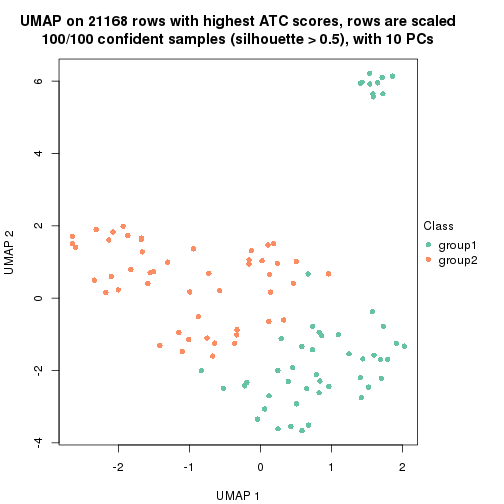 UMAP on 21168 rows with highest ATC scores, rows are scaled
100/100 confident samples (silhouette > 0.5), with 10 PCs
6
4
2
0
-2
-4
UMAP 2
-2
-1
0
1
2
UMAP 1
Class
group1
group2